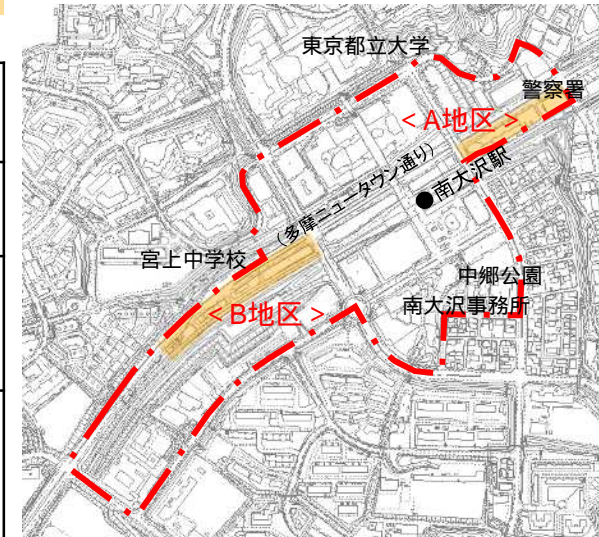 東京都立大学
警察署
< A地区 >
南大沢駅
(多摩ニュータウン通り)
宮上中学校
中郷公園
< B地区 >
南大沢事務所